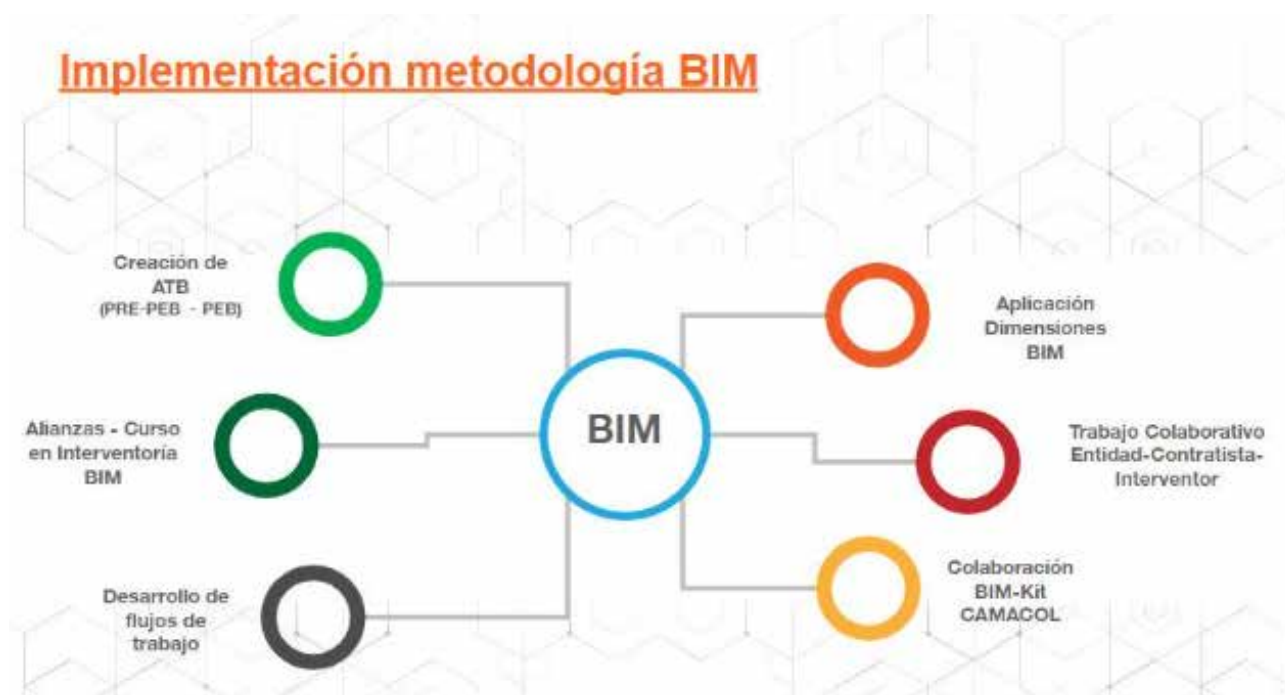 Implementación metodología BIM
Creación de
ATB
(PRE-PEB - PEB)
Alianzas - Curso
en Interventoría
BIM
Desarrollo de
flujos de
trabajo
BIM
Aplicación
Dimensiones
BIM
Trabajo Colaborativo
Entidad-Contratista-
Interventor
Colaboración
BIM-Kit
CAMACOL